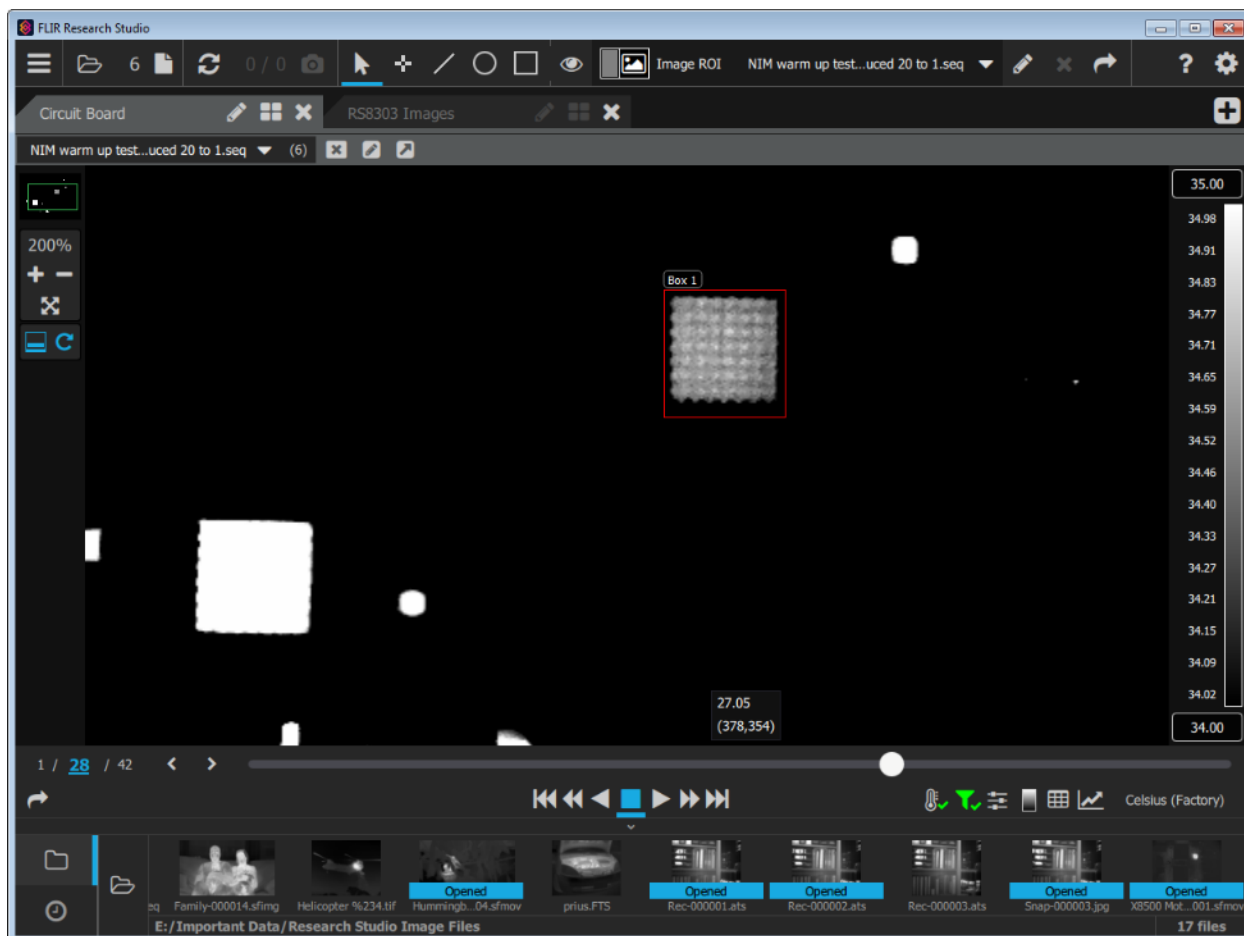 FLIR Research Studio
6
0 / 0
Image ROI
NIM warm up test...uced 20 to 1.seq
?
Circuit Board
RS8303 Images
NIM warm up test...uced 20 to 1.seq
(6)
35.00
200%
34.98
34.91
34.83
34.77
34.71
34.65
34.59
34.52
34.46
34.40
34.33
34.27
34.21
34.15
34.09
34.02
34.00
Box 1
27.05
(378,354)
1 / 28 / 42
Celsius (Factory)
Opened
Opened
Opened
Opened
Opened
eq
Family-000014.sfimg
Helicopter %234.tif
Hummingb...04.sfmov
prius.FTS
Rec-000001.ats
Rec-000002.ats
Rec-000003.ats
Snap-000003.jpg
X8500 Mot...001.sfmov
E:/Important Data/Research Studio Image Files
17 files